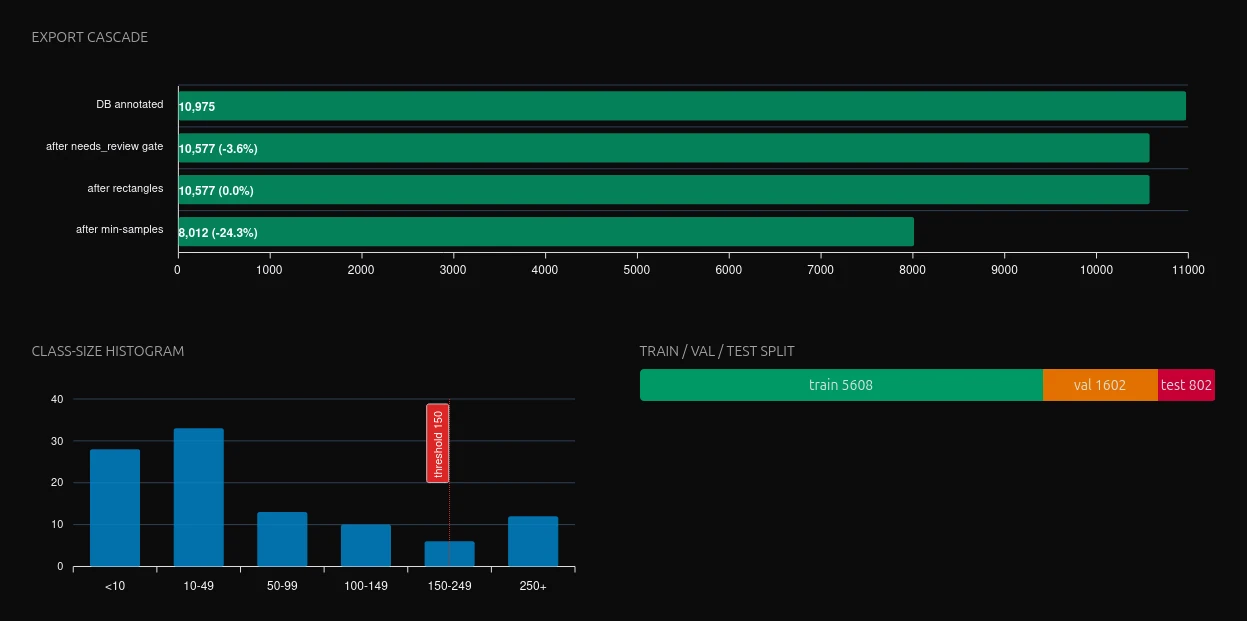 EXPORT CASCADE
DB annotated
10,975
after needs_review gate
10,577 (-3.6%)
after rectangles
10,577 (0.0%)
after min-samples
8,012 (-24.3%)
0 1000 2000 3000 4000 5000 6000 7000 8000 9000 10000 11000
CLASS-SIZE HISTOGRAM
40
30
20
10
0
threshold 150
<10 10-49 50-99 100-149 150-249 250+
TRAIN / VAL / TEST SPLIT
train 5608 val 1602 test 802